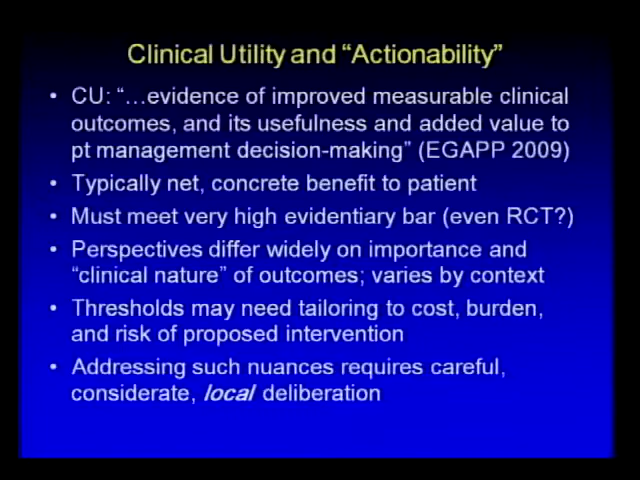 Clinical Utility and “Actionability”
• CU: “…evidence of improved measurable clinical
outcomes, and its usefulness and added value to
pt management decision-making” (EGAPP 2009)
• Typically net, concrete benefit to patient
• Must meet very high evidentiary bar (even RCT?)
• Perspectives differ widely on importance and
“clinical nature” of outcomes; varies by context
• Thresholds may need tailoring to cost, burden,
and risk of proposed intervention
• Addressing such nuances requires careful,
considerate, local deliberation